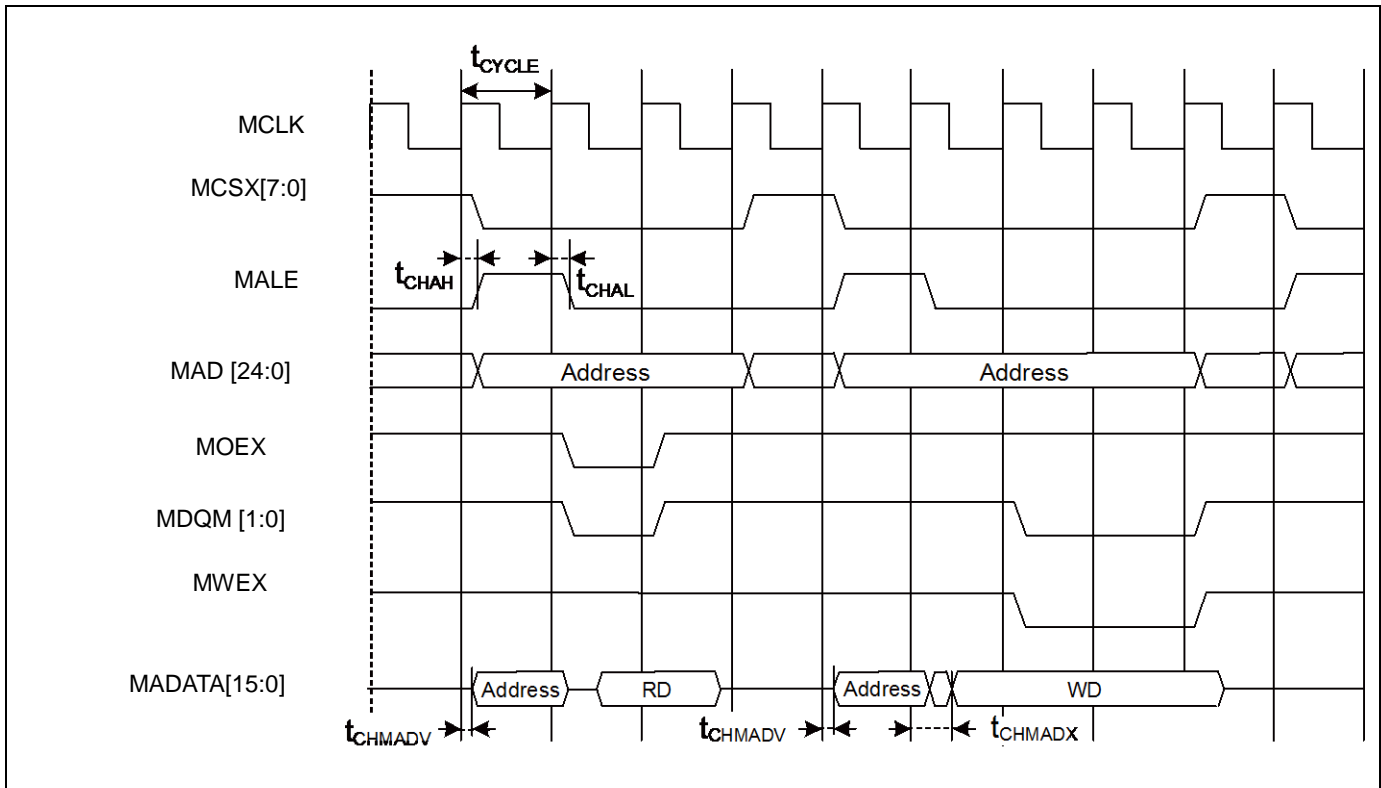 tCYCLE
MCLK
MCSX[7:0]
MALE
tCHAH
tCHAL
MAD [24:0]
Address
Address
MOEX
MDQM [1:0]
MWEX
MADATA[15:0]
Address
RD
Address
WD
tCHMADV
tCHMADV
tCHMADX